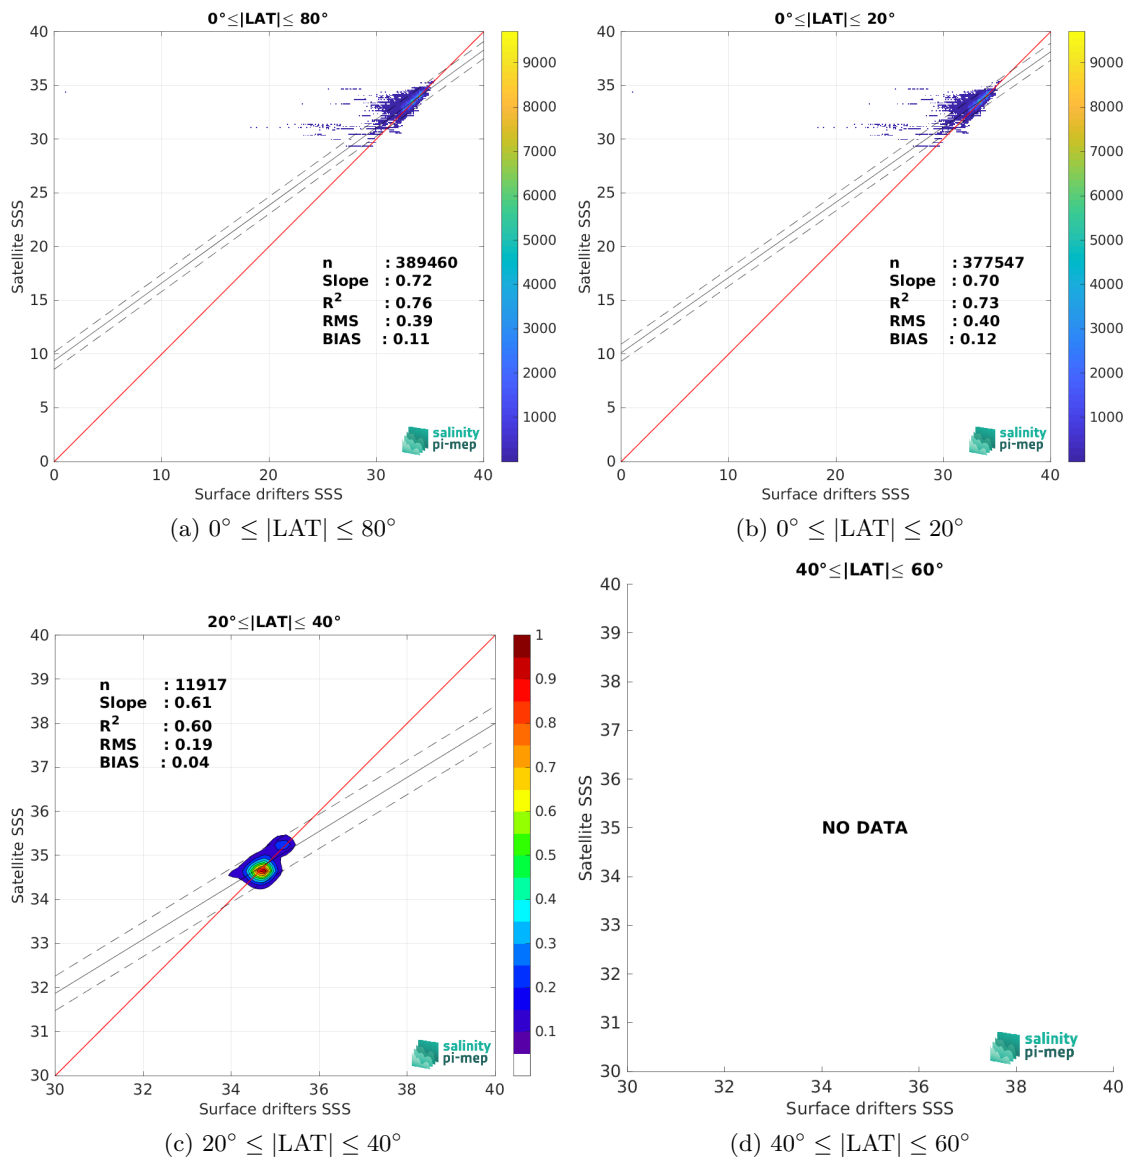 0°≤|LAT|≤ 80°
40
35
30
25
20
15
10
5
0
Satellite SSS
n : 389460
Slope : 0.72
R² : 0.76
RMS : 0.39
BIAS : 0.11
salinity
pi-mep
0 10 20 30 40
Surface drifters SSS
9000
8000
7000
6000
5000
4000
3000
2000
1000
(a) 0° ≤ |LAT| ≤ 80°
0°≤|LAT|≤ 20°
40
35
30
25
20
15
10
5
0
Satellite SSS
n : 377547
Slope : 0.70
R² : 0.73
RMS : 0.40
BIAS : 0.12
salinity
pi-mep
0 10 20 30 40
Surface drifters SSS
9000
8000
7000
6000
5000
4000
3000
2000
1000
(b) 0° ≤ |LAT| ≤ 20°
20°≤|LAT|≤ 40°
40
39
38
37
36
35
34
33
32
31
30
Satellite SSS
n : 11917
Slope : 0.61
R² : 0.60
RMS : 0.19
BIAS : 0.04
salinity
pi-mep
30 32 34 36 38 40
Surface drifters SSS
1
0.9
0.8
0.7
0.6
0.5
0.4
0.3
0.2
0.1
(c) 20° ≤ |LAT| ≤ 40°
40°≤|LAT|≤ 60°
40
39
38
37
36
35
34
33
32
31
30
Satellite SSS
NO DATA
salinity
pi-mep
30 32 34 36 38 40
Surface drifters SSS
(d) 40° ≤ |LAT| ≤ 60°